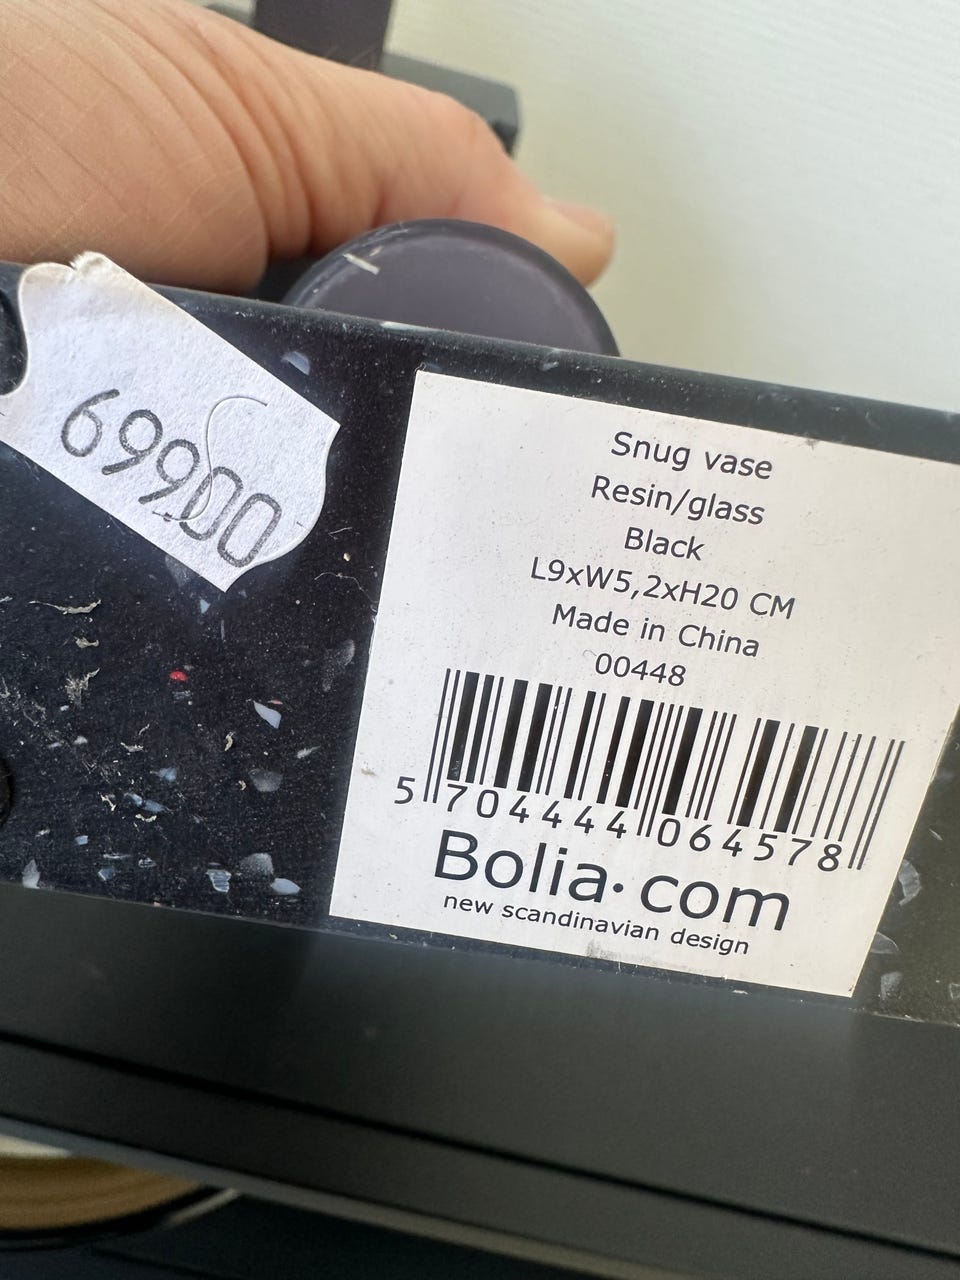 69900
Snug vase
Resin/glass
Black
L9xW5,2xH20 CM
Made in China
00448
5 704444 064578
Bolia.com
new scandinavian design